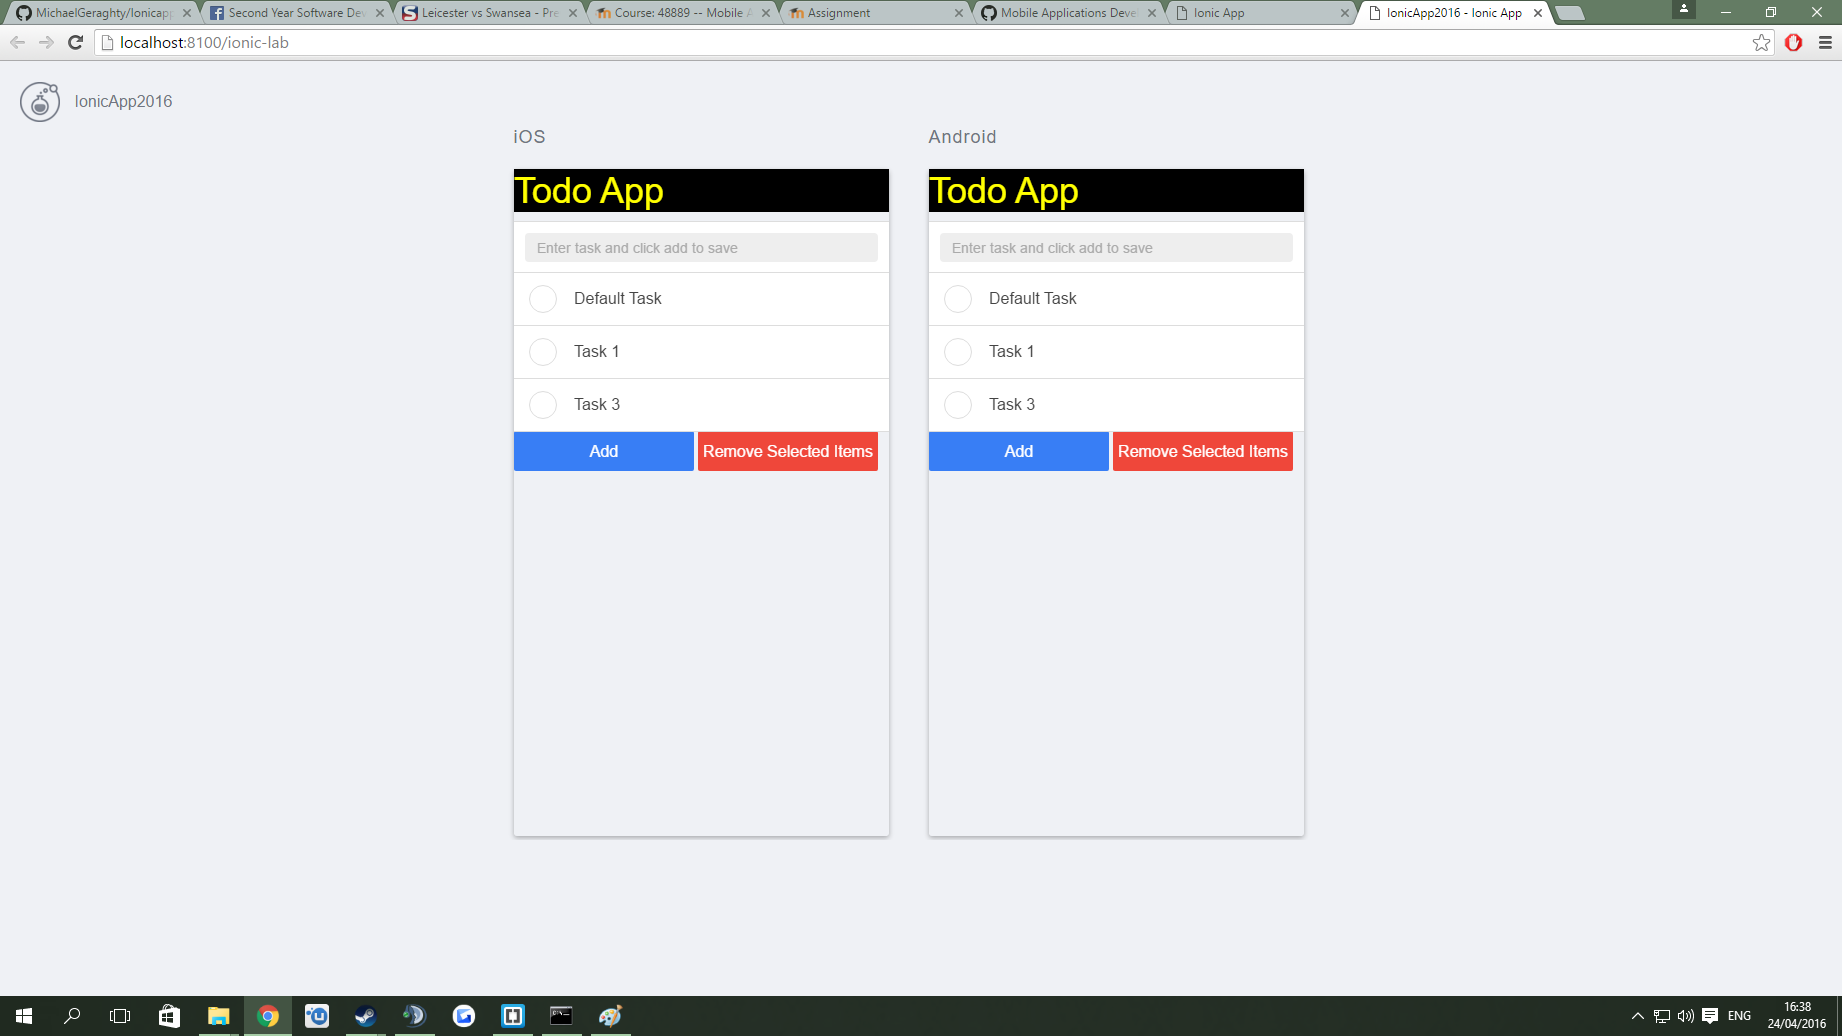 MichaelGeraghty/Ionicapp
Second Year Software Dev
Leicester vs Swansea - Pre
Course: 48889 -- Mobile A
Assignment
Mobile Applications Deve
Ionic App
IonicApp2016 - Ionic App
localhost:8100/ionic-lab
IonicApp2016
iOS
Todo App
Enter task and click add to save
Default Task
Task 1
Task 3
Add
Remove Selected Items
Android
Todo App
Enter task and click add to save
Default Task
Task 1
Task 3
Add
Remove Selected Items
ENG
16:38
24/04/2016